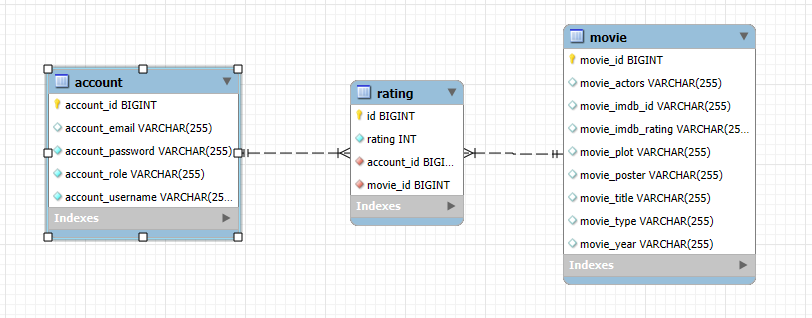 account
account_id BIGINT
account_email VARCHAR(255)
account_password VARCHAR(255)
account_role VARCHAR(255)
account_username VARCHAR(25...
Indexes
rating
id BIGINT
rating INT
account_id BIGI...
movie_id BIGINT
Indexes
movie
movie_id BIGINT
movie_actors VARCHAR(255)
movie_imdb_id VARCHAR(255)
movie_imdb_rating VARCHAR(25...
movie_plot VARCHAR(255)
movie_poster VARCHAR(255)
movie_title VARCHAR(255)
movie_type VARCHAR(255)
movie_year VARCHAR(255)
Indexes